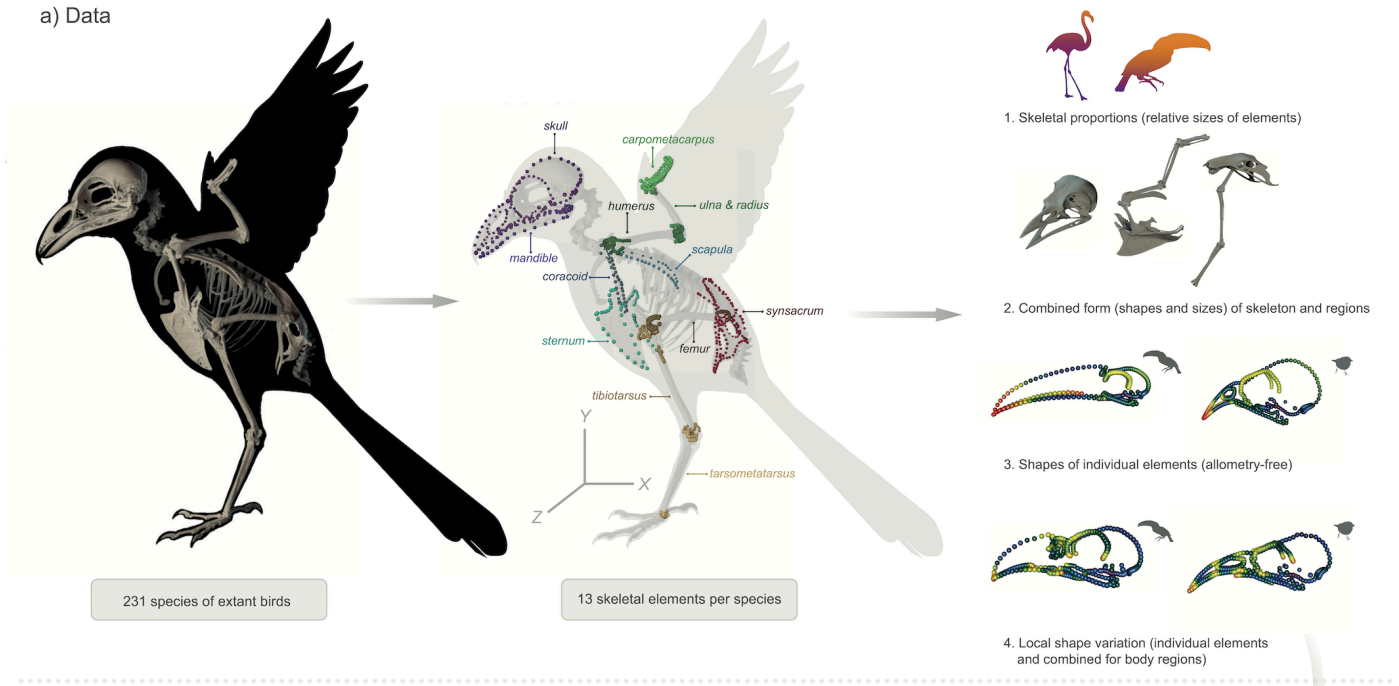 a) Data
skull
carpometacarpus
humerus
ulna & radius
mandible
scapula
coracoid
synsacrum
sternum
femur
tibiotarsus
tarsometatarsus
Y
X
Z
231 species of extant birds
13 skeletal elements per species
1. Skeletal proportions (relative sizes of elements)
2. Combined form (shapes and sizes) of skeleton and regions
3. Shapes of individual elements (allometry-free)
4. Local shape variation (individual elements
and combined for body regions)